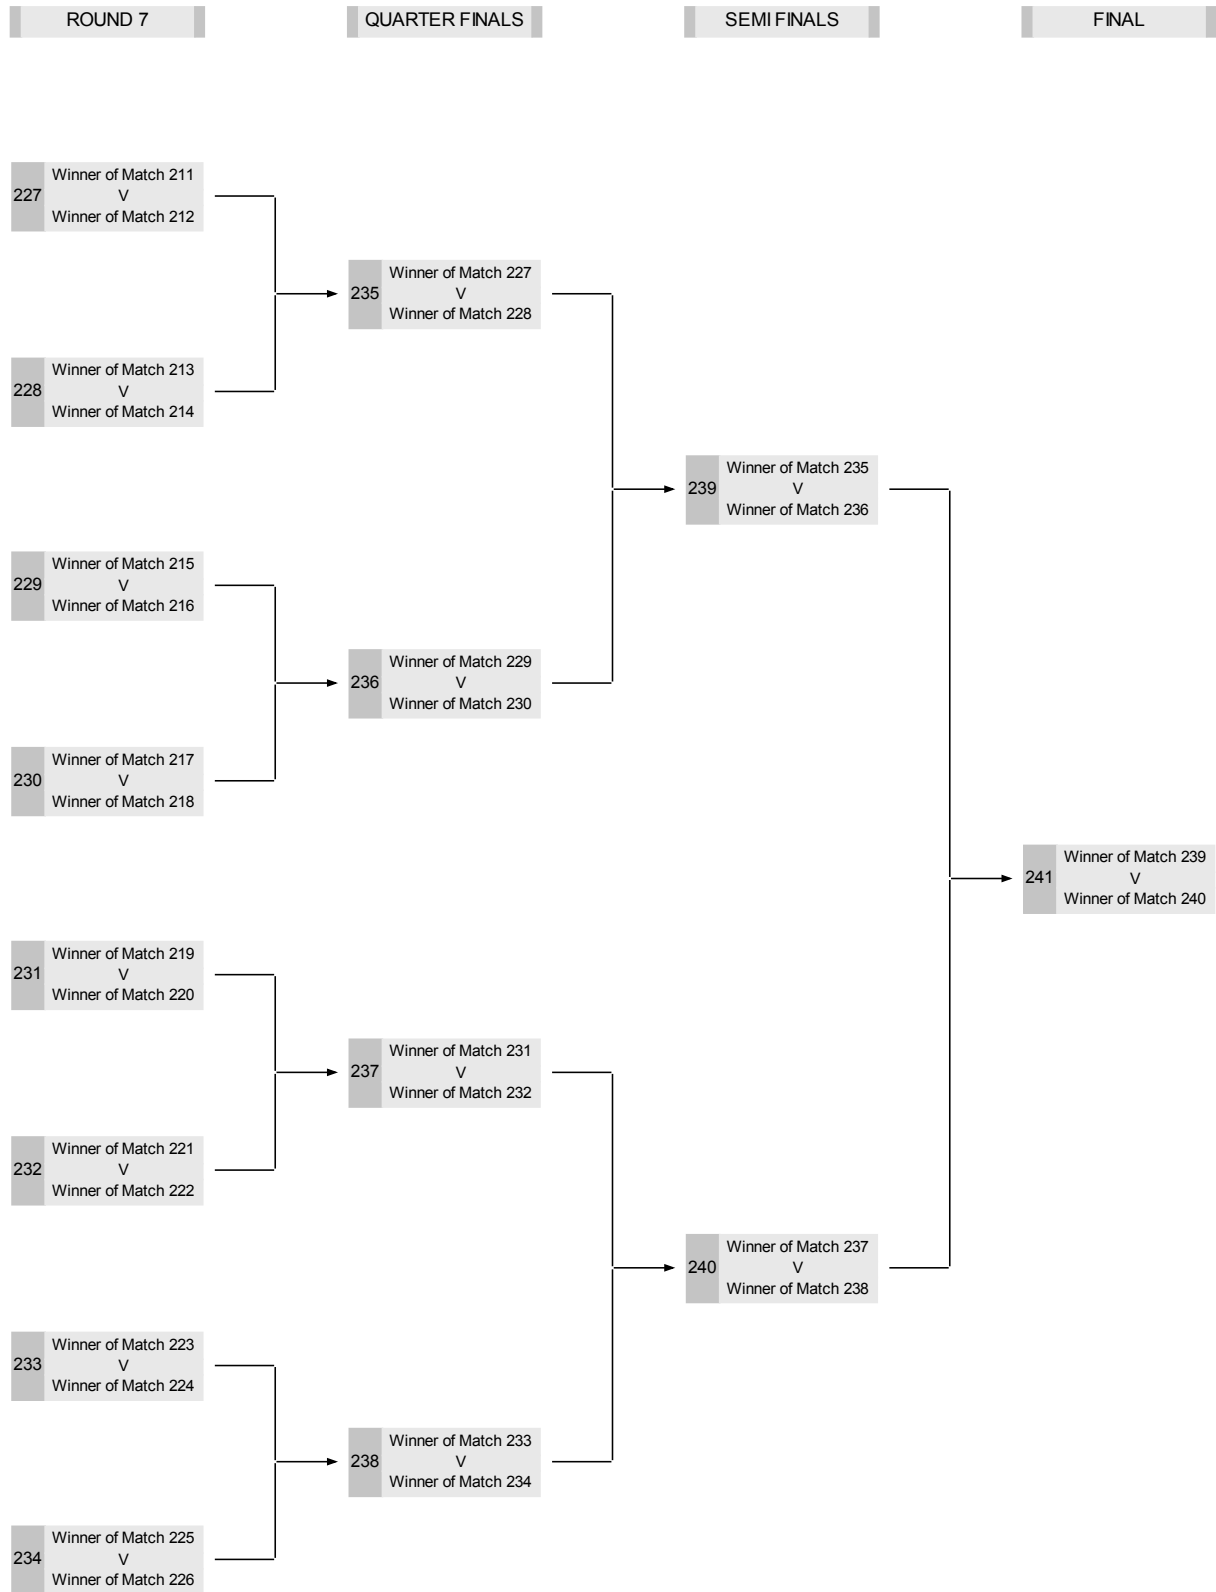 ROUND 7
QUARTER FINALS
SEMI FINALS
FINAL
227
Winner of Match 211
V
Winner of Match 212
228
Winner of Match 213
V
Winner of Match 214
229
Winner of Match 215
V
Winner of Match 216
230
Winner of Match 217
V
Winner of Match 218
231
Winner of Match 219
V
Winner of Match 220
232
Winner of Match 221
V
Winner of Match 222
233
Winner of Match 223
V
Winner of Match 224
234
Winner of Match 225
V
Winner of Match 226
235
Winner of Match 227
V
Winner of Match 228
236
Winner of Match 229
V
Winner of Match 230
237
Winner of Match 231
V
Winner of Match 232
238
Winner of Match 233
V
Winner of Match 234
239
Winner of Match 235
V
Winner of Match 236
240
Winner of Match 237
V
Winner of Match 238
241
Winner of Match 239
V
Winner of Match 240